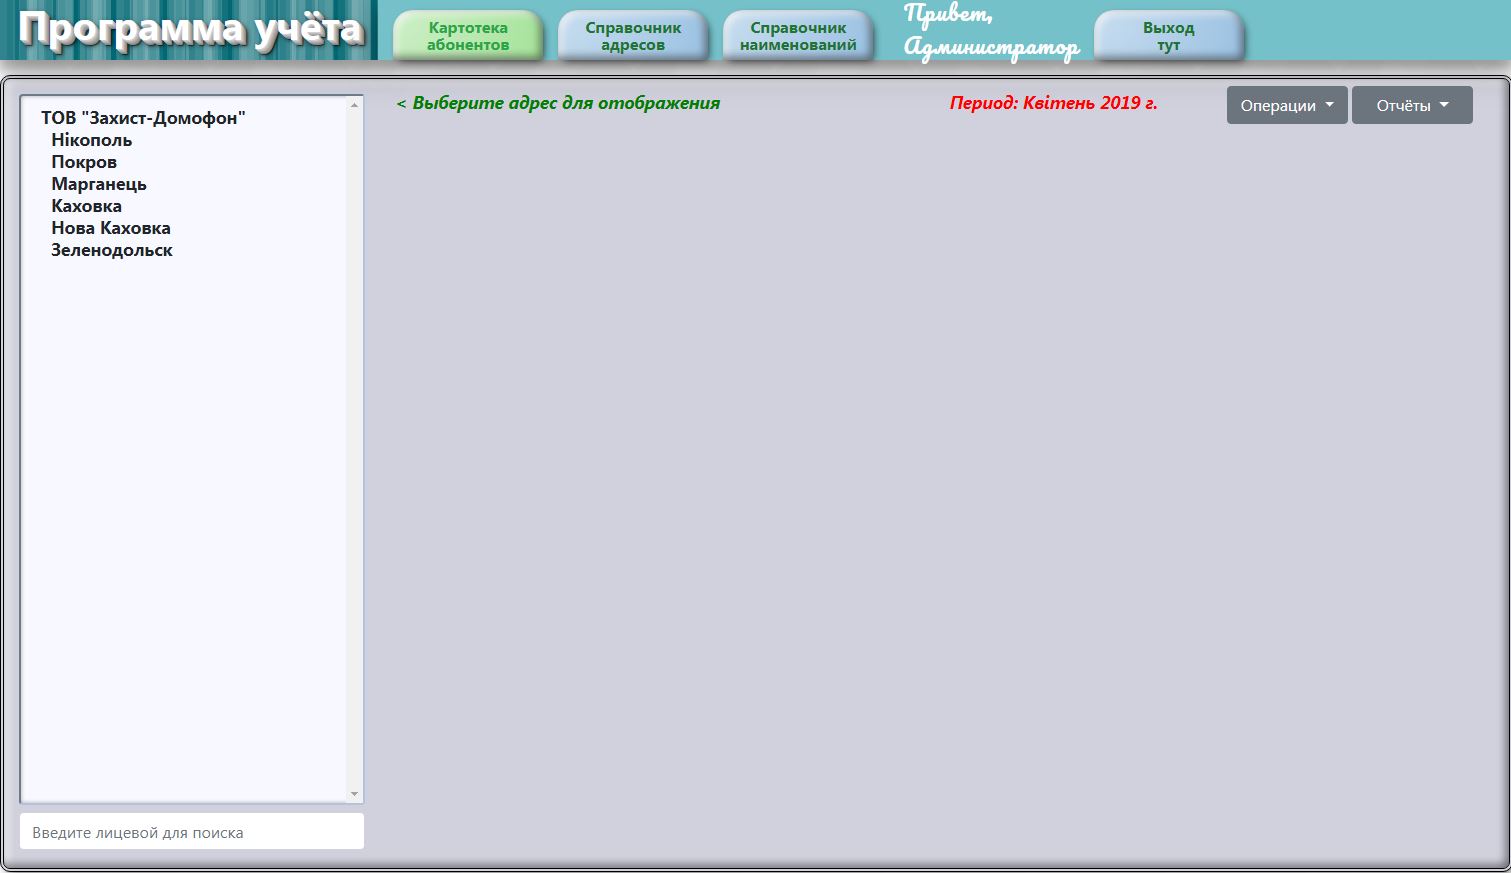 Программа учёта
Картотека
абонентов
Справочник
адресов
Справочник
наименований
Привет,
Администратор
Выход
тут
ТОВ "Захист-Домофон"
Нікополь
Покров
Марганець
Каховка
Нова Каховка
Зеленодольск
< Выберите адрес для отображения
Период: Квітень 2019 г.
Операции
Отчёты
Введите лицевой для поиска